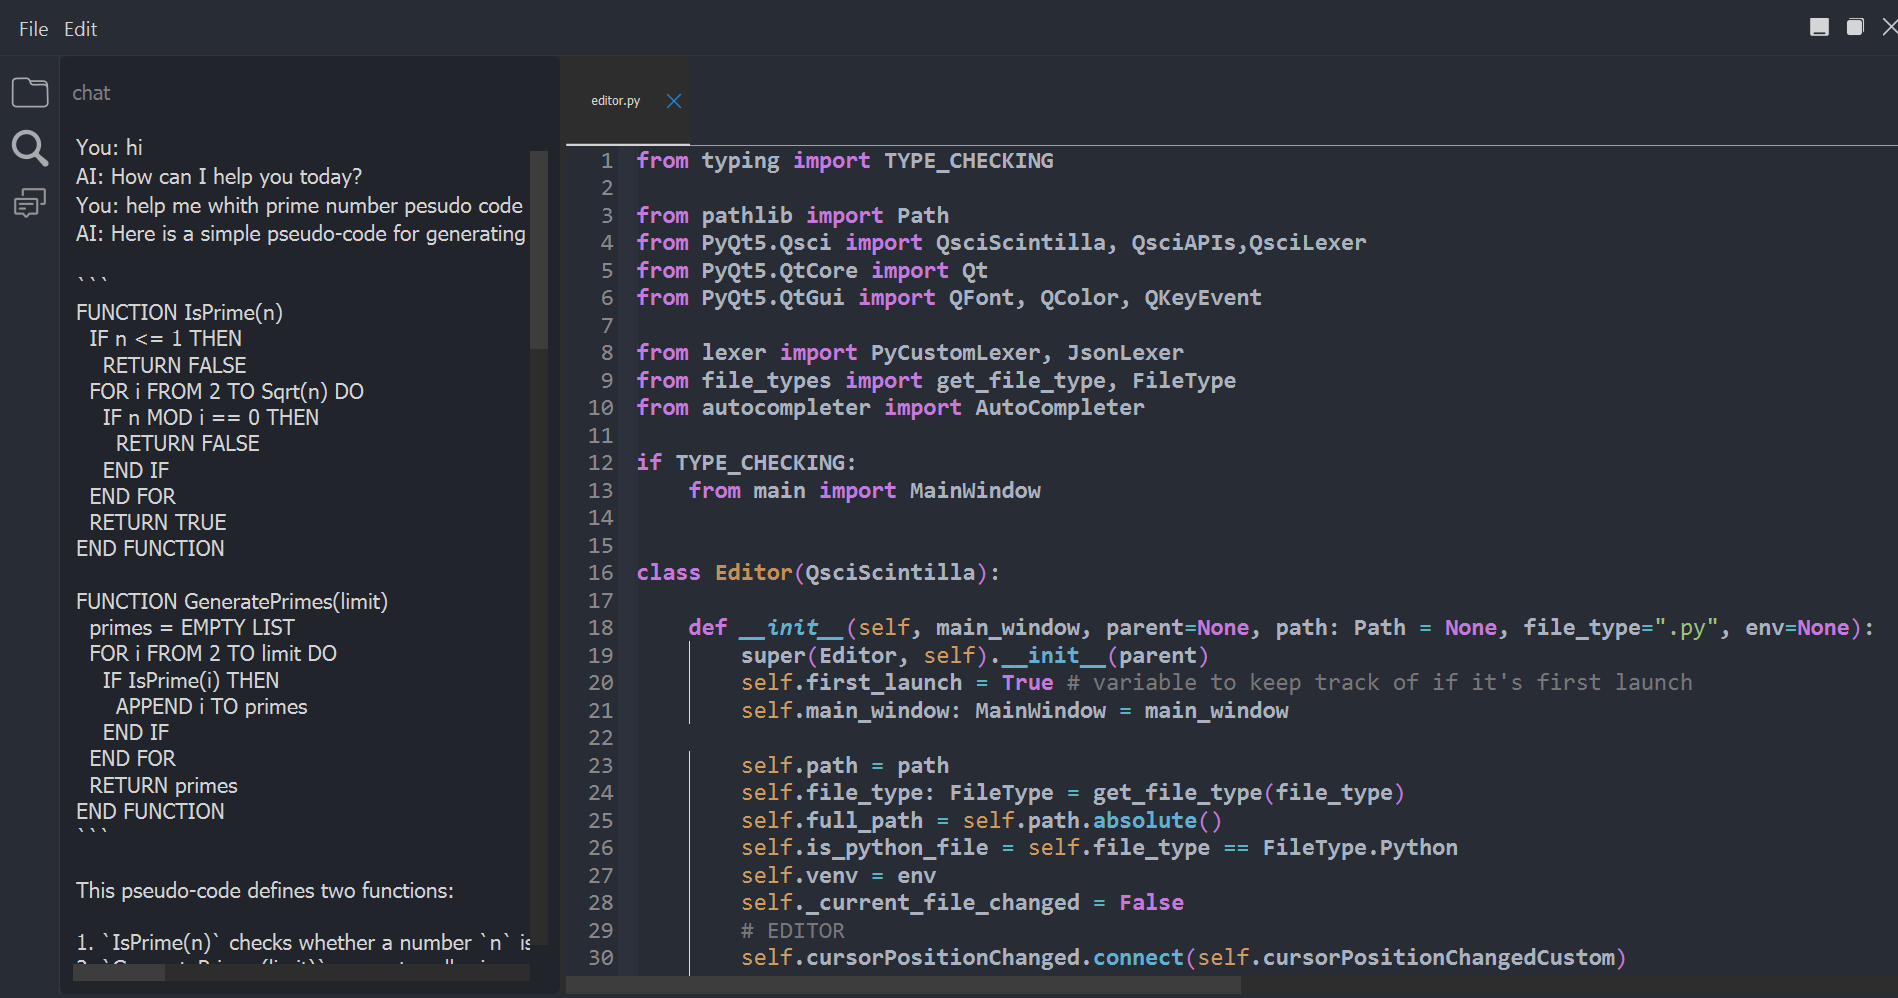 File Edit
chat
You: hi
AI: How can I help you today?
You: help me whith prime number pesudo code
AI: Here is a simple pseudo-code for generating
```
FUNCTION IsPrime(n)
  IF n <= 1 THEN
    RETURN FALSE
  FOR i FROM 2 TO Sqrt(n) DO
    IF n MOD i == 0 THEN
      RETURN FALSE
    END IF
  END FOR
  RETURN TRUE
END FUNCTION

FUNCTION GeneratePrimes(limit)
  primes = EMPTY LIST
  FOR i FROM 2 TO limit DO
    IF IsPrime(i) THEN
      APPEND i TO primes
    END IF
  END FOR
  RETURN primes
END FUNCTION
```
This pseudo-code defines two functions:
1. `IsPrime(n)` checks whether a number `n` is
editor.py
1 from typing import TYPE_CHECKING
2
3 from pathlib import Path
4 from PyQt5.Qsci import QsciScintilla, QsciAPIs,QsciLexer
5 from PyQt5.QtCore import Qt
6 from PyQt5.QtGui import QFont, QColor, QKeyEvent
7
8 from lexer import PyCustomLexer, JsonLexer
9 from file_types import get_file_type, FileType
10 from autocompleter import AutoCompleter
11
12 if TYPE_CHECKING:
13     from main import MainWindow
14
15
16 class Editor(QsciScintilla):
17
18     def __init__(self, main_window, parent=None, path: Path = None, file_type=".py", env=None):
19         super(Editor, self).__init__(parent)
20         self.first_launch = True # variable to keep track of if it's first launch
21         self.main_window: MainWindow = main_window
22
23         self.path = path
24         self.file_type: FileType = get_file_type(file_type)
25         self.full_path = self.path.absolute()
26         self.is_python_file = self.file_type == FileType.Python
27         self.venv = env
28         self._current_file_changed = False
29         # EDITOR
30         self.cursorPositionChanged.connect(self.cursorPositionChangedCustom)